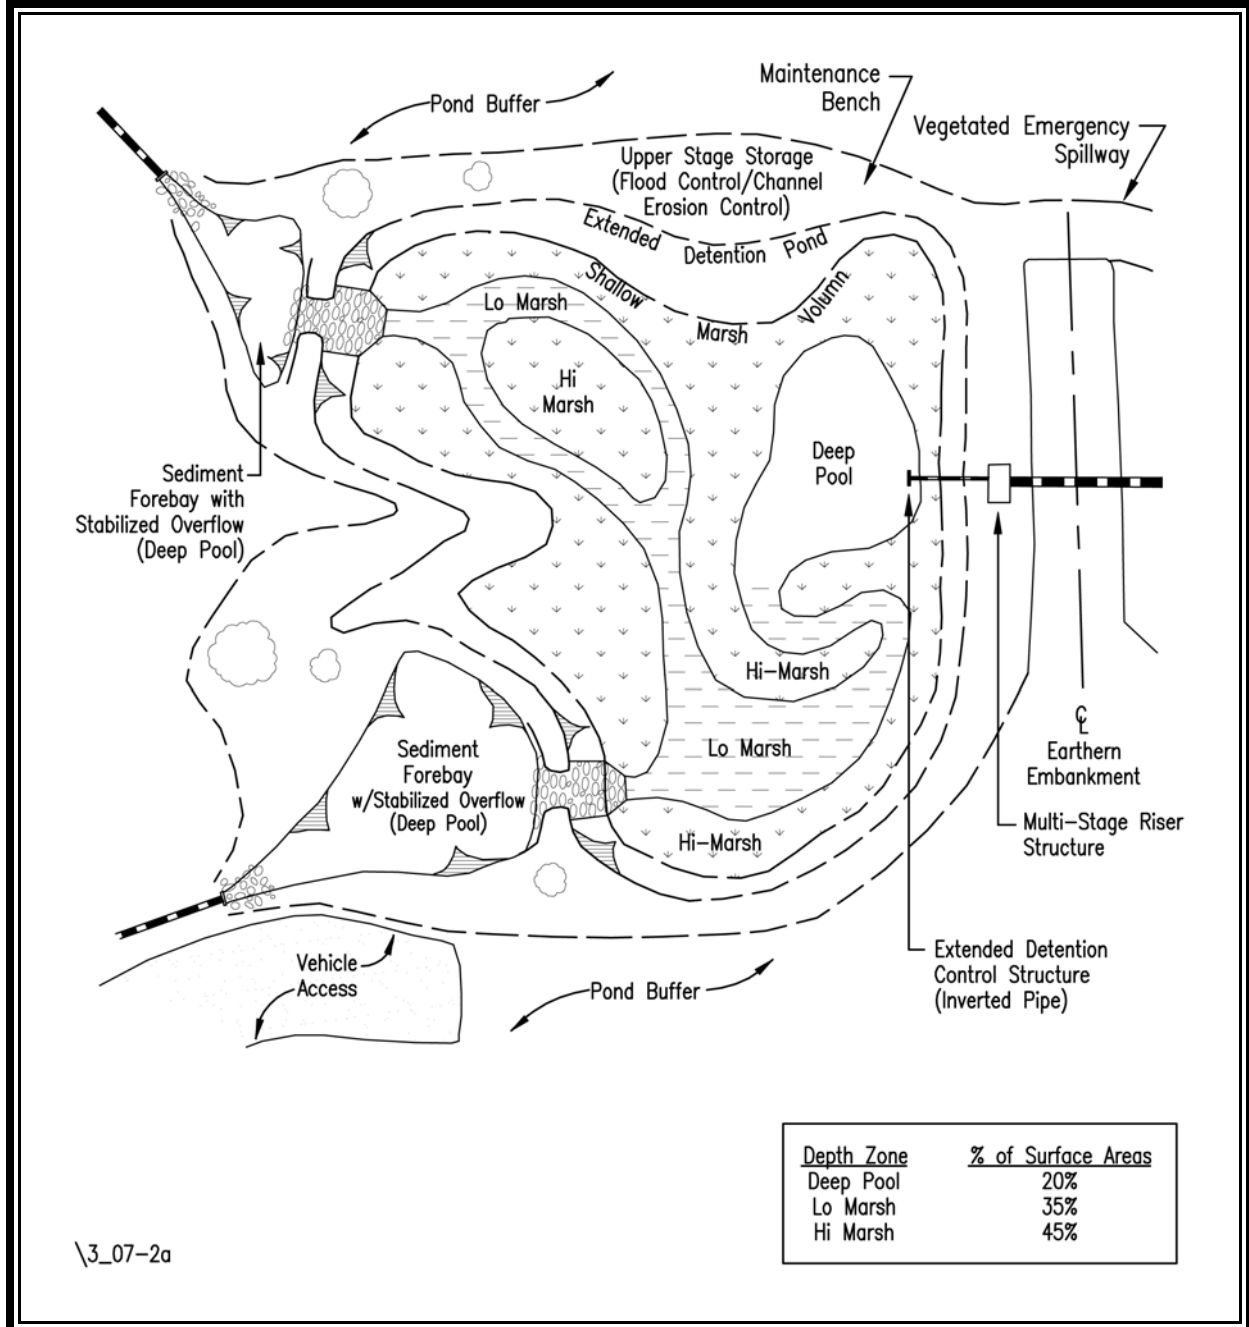 Pond Buffer
Maintenance
Bench
Vegetated Emergency
Spillway
Upper Stage Storage
(Flood Control/Channel
Erosion Control)
Extended Detention Pond
Shallow Marsh Volumn
Lo Marsh
Hi
Marsh
Deep
Pool
Sediment
Forebay with
Stabilized Overflow
(Deep Pool)
Hi-Marsh
Lo Marsh
Sediment
Forebay
w/Stabilized Overflow
(Deep Pool)
Hi-Marsh
℄
Earthern
Embankment
Multi-Stage Riser
Structure
Extended Detention
Control Structure
(Inverted Pipe)
Vehicle
Access
Pond Buffer
Depth Zone % of Surface Areas
Deep Pool 20%
Lo Marsh 35%
Hi Marsh 45%
\3_07-2a